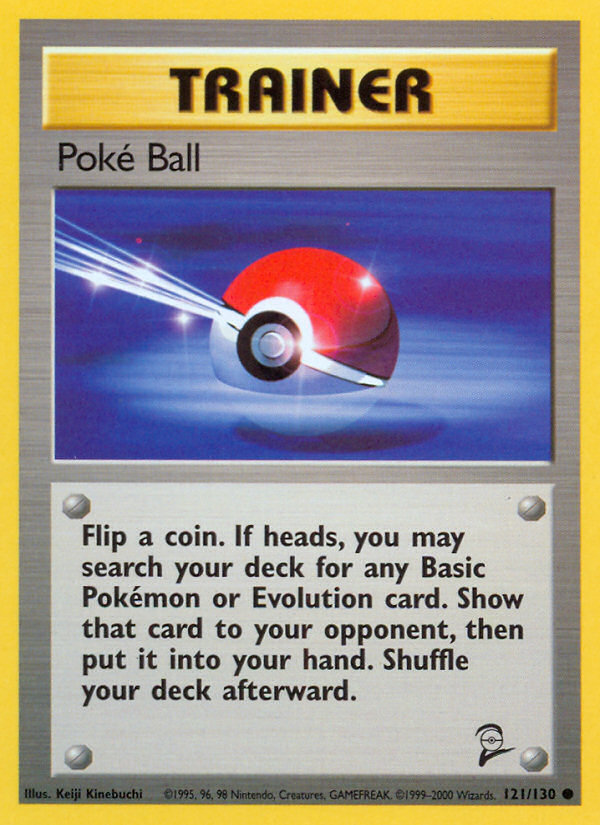 TRAINER
Poké Ball
Flip a coin. If heads, you may
search your deck for any Basic
Pokémon or Evolution card. Show
that card to your opponent, then
put it into your hand. Shuffle
your deck afterward.
Illus. Keiji Kinebuchi ©1995, 96, 98 Nintendo, Creatures, GAMEFREAK. ©1999–2000 Wizards. 121/130 ●